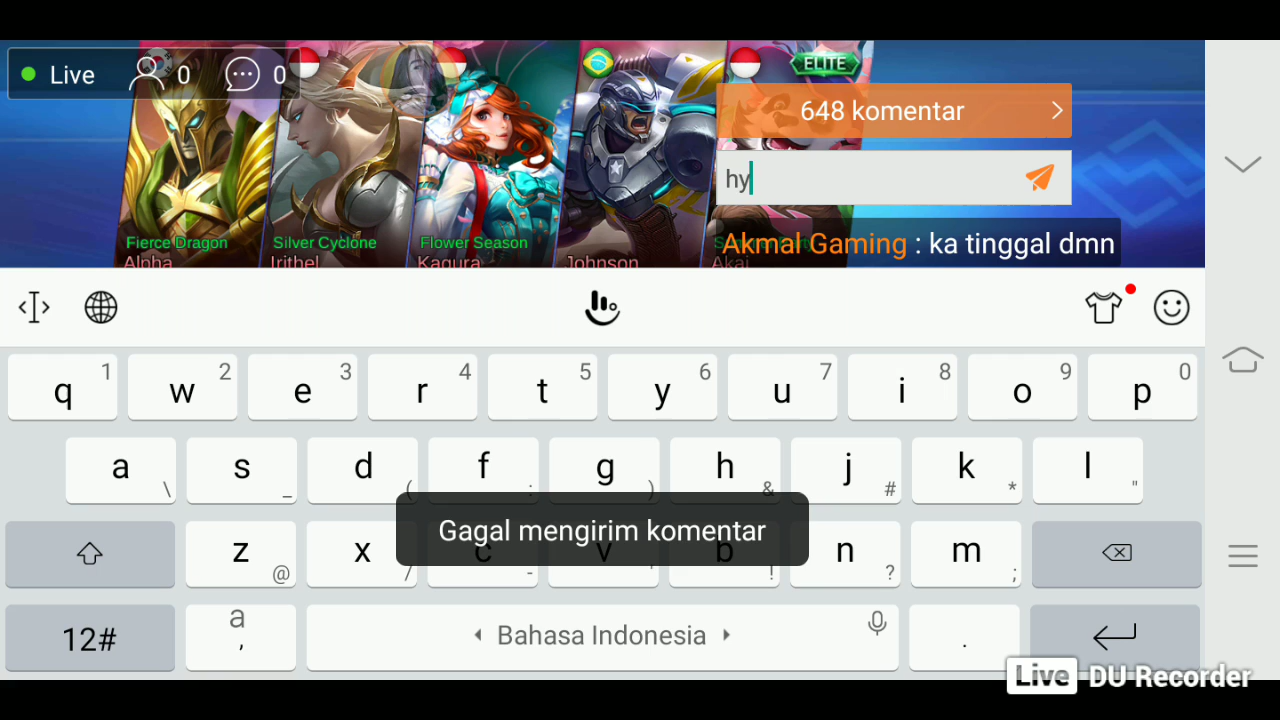 Live 0 0
ELITE
648 komentar
hy
Akmal Gaming : ka tinggal dmn
Fierce Dragon
Alpha
Silver Cyclone
Irithel
Flower Season
Kagura
Johnson
Akai
q 1 w 2 e 3 r 4 t 5 y 6 u 7 i 8 o 9 p 0
a \ s _ d ( f : g ) h & j # k * l "
Gagal mengirim komentar
z @ x / c - v ' b ! n ? m ;
12# a , Bahasa Indonesia .
Live DU Recorder